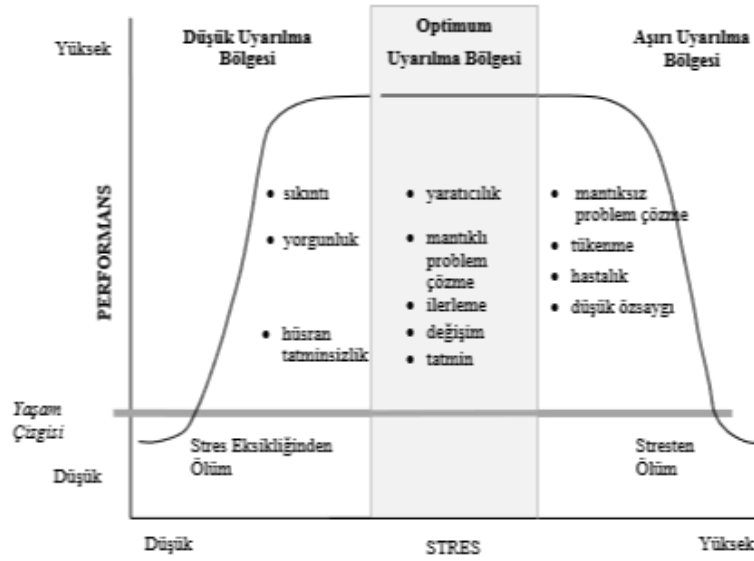 Yüksek
Düşük Uyarılma
Bölgesi
Optimum
Uyarılma Bölgesi
Aşırı Uyarılma
Bölgesi
PERFORMANS
• sıkıntı
• yorgunluk
• hüsran
tatminsizlik
• yaratıcılık
• mantıklı
problem
çözme
• ilerleme
• değişim
• tatmin
• mantıksız
problem çözme
• tükenme
• hastalık
• düşük özsaygı
Yaşam
Çizgisi
Stres Eksikliğinden
Ölüm
Stresten
Ölüm
Düşük
Düşük
STRES
Yüksek